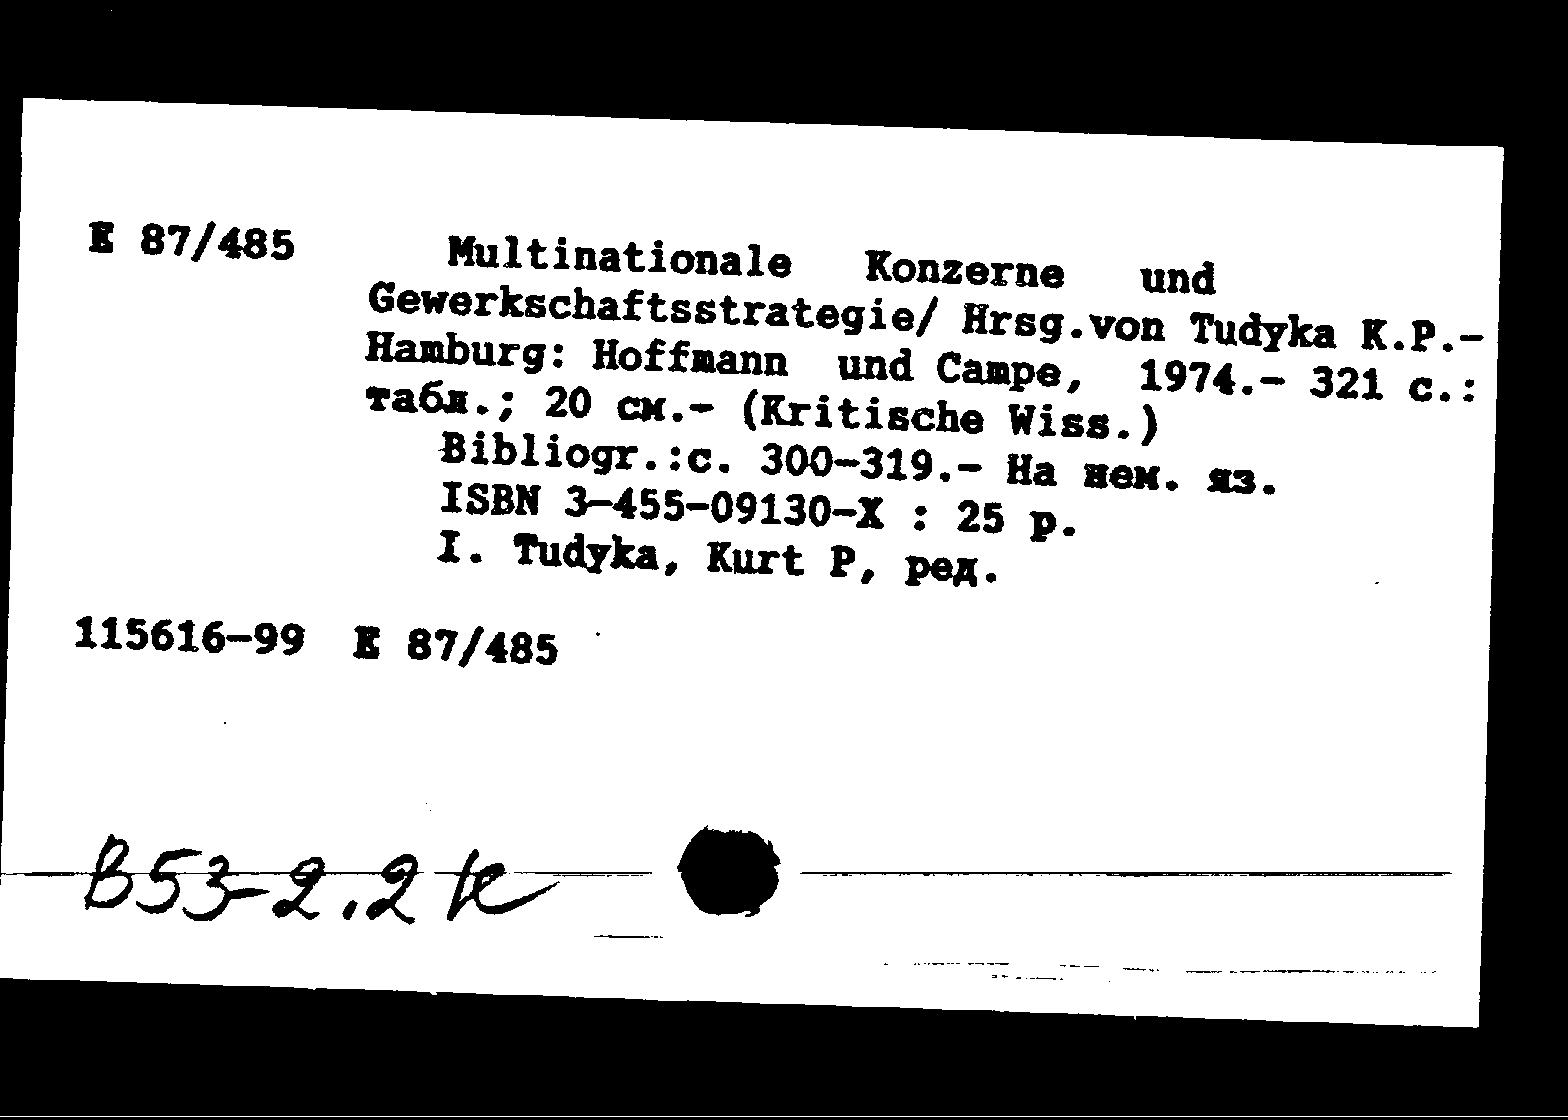 E 87/485 Multinationale Konzerne und
Gewerkschaftsstrategie/ Hrsg.von Tudyka K.P.-
Hamburg: Hoffmann und Campe, 1974.- 321 с.:
табл.; 20 см.- (Kritische Wiss.)
Bibliogr.:с. 300-319.- На нем. яз.
ISBN 3-455-09130-X : 25 р.
I. Tudyka, Kurt P, ред.
115616-99 E 87/485
В53-2.2к